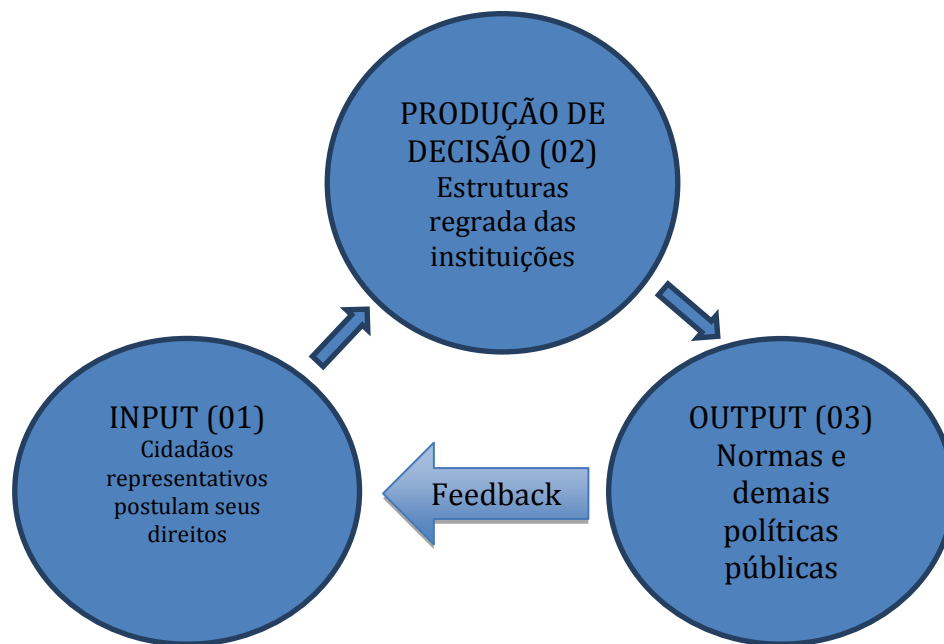 PRODUÇÃO DE
DECISÃO (02)
Estruturas
regrada das
instituições
INPUT (01)
Cidadãos
representativos
postulam seus
direitos
Feedback
OUTPUT (03)
Normas e
demais
políticas
públicas